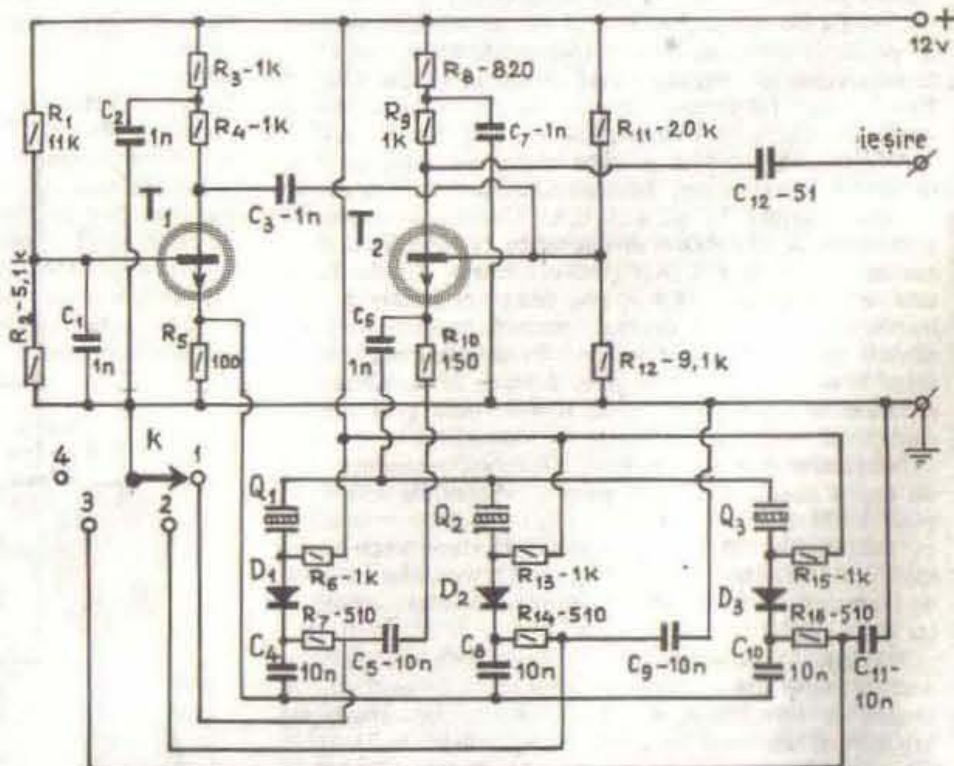 +
12v
R3-1k
R8-820
R1
11k
C2
1n
R4-1k
R9
1k
C7-1n
R11-20k
ieşire
T1
C3-1n
T2
C12-51
R2-5,1k
C1
1n
R5
100
C6
1n
R10
150
R12-9,1k
K
4
1
3
2
Q1
Q2
Q3
R6-1k
R13-1k
R15-1k
D1
D2
D3
R7-510
R14-510
R16-510
C4
10n
C5-10n
C8
10n
C9-10n
C10
10n
C11-
10n